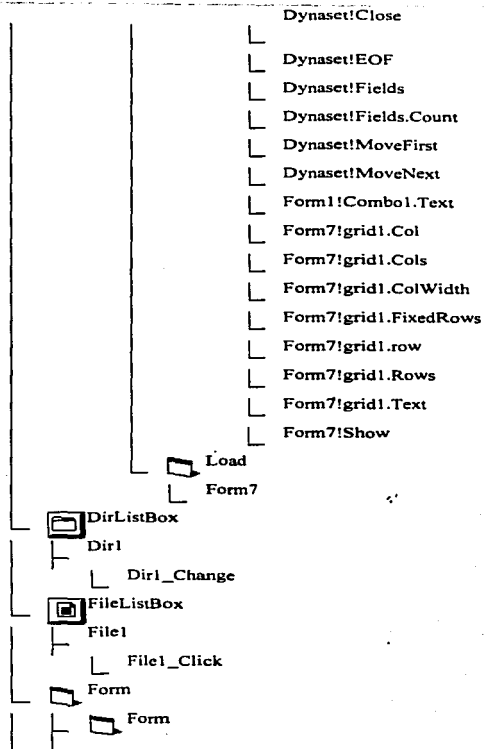 Dynaset!Close
Dynaset!EOF
Dynaset!Fields
Dynaset!Fields.Count
Dynaset!MoveFirst
Dynaset!MoveNext
Form1!Combo1.Text
Form7!grid1.Col
Form7!grid1.Cols
Form7!grid1.ColWidth
Form7!grid1.FixedRows
Form7!grid1.row
Form7!grid1.Rows
Form7!grid1.Text
Form7!Show
Load
Form7
DirListBox
Dir1
Dir1_Change
FileListBox
File1
File1_Click
Form
Form